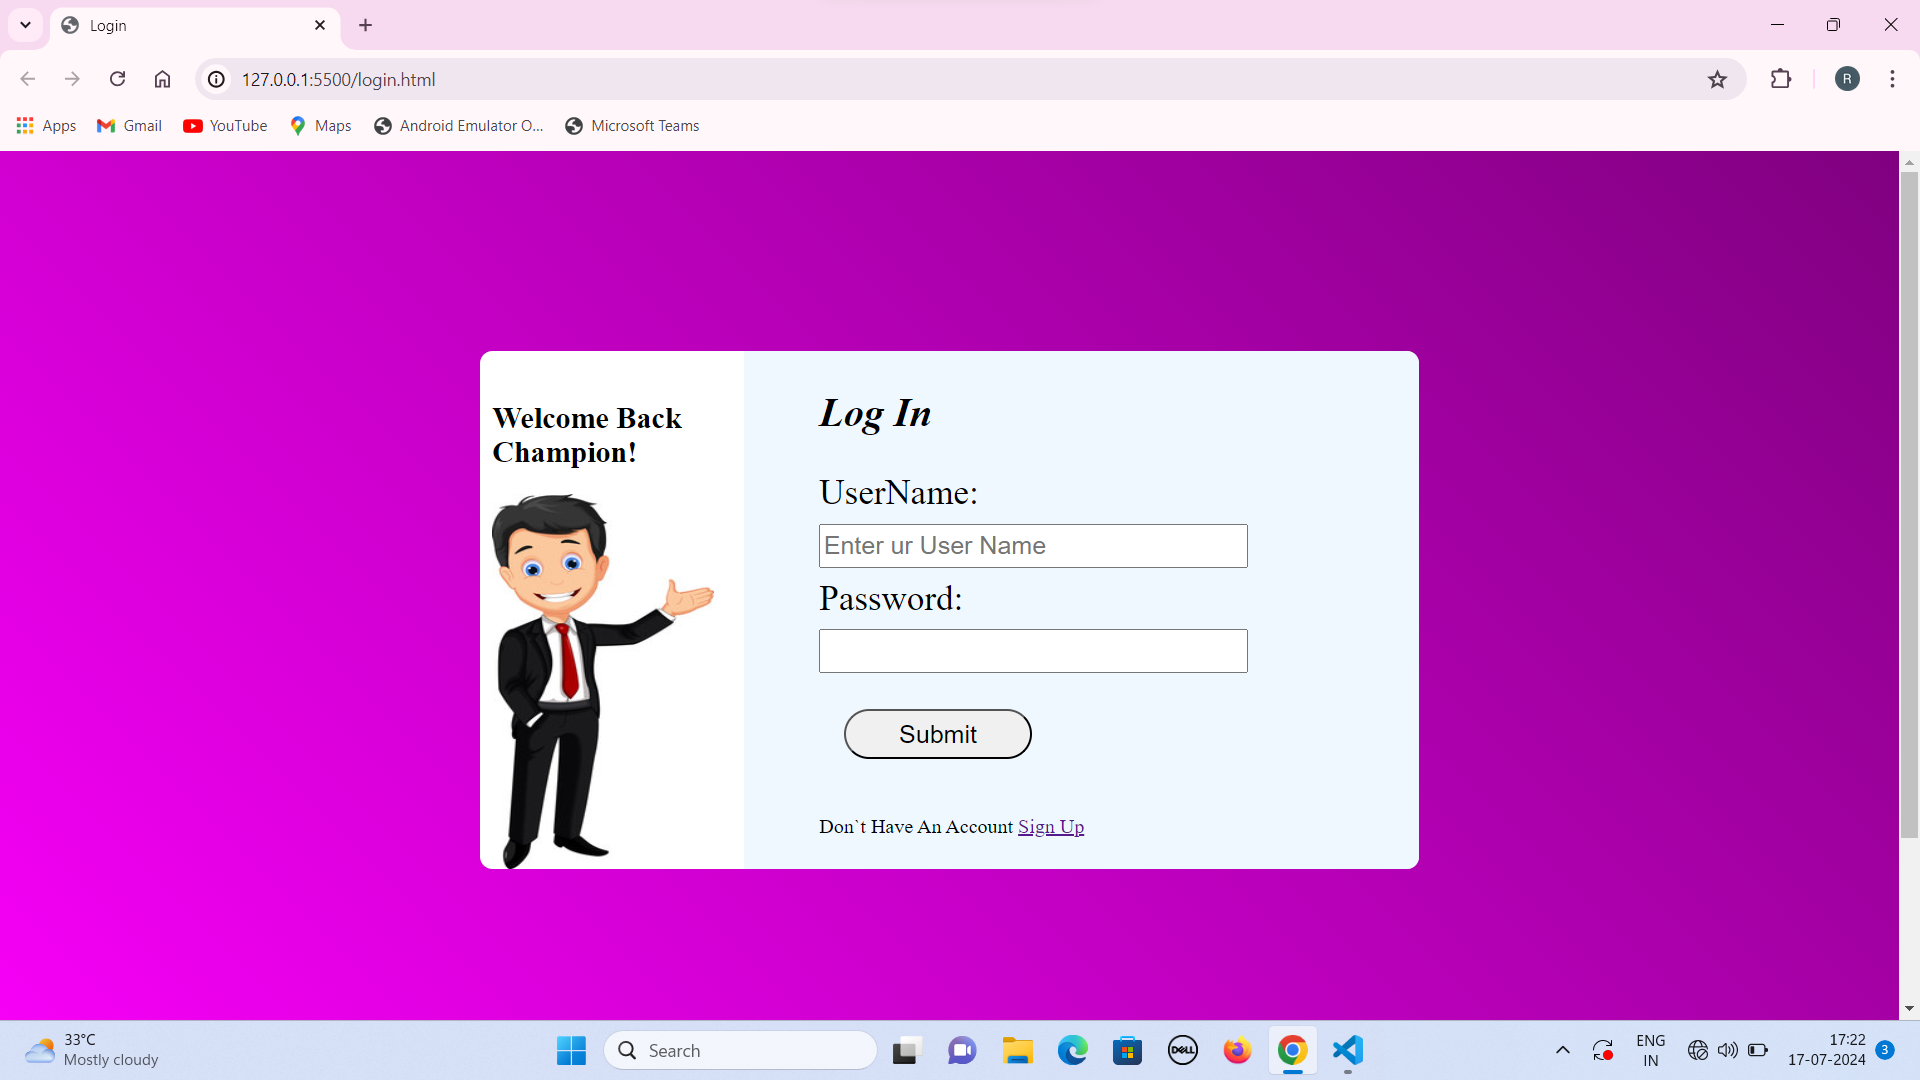 Login
127.0.0.1:5500/login.html
R
Apps
Gmail
YouTube
Maps
Android Emulator O...
Microsoft Teams
Welcome Back
Champion!
Log In
UserName:
Enter ur User Name
Password:
Submit
Don`t Have An Account Sign Up
33°C
Mostly cloudy
Search
DELL
ENG
IN
17:22
17-07-2024
3